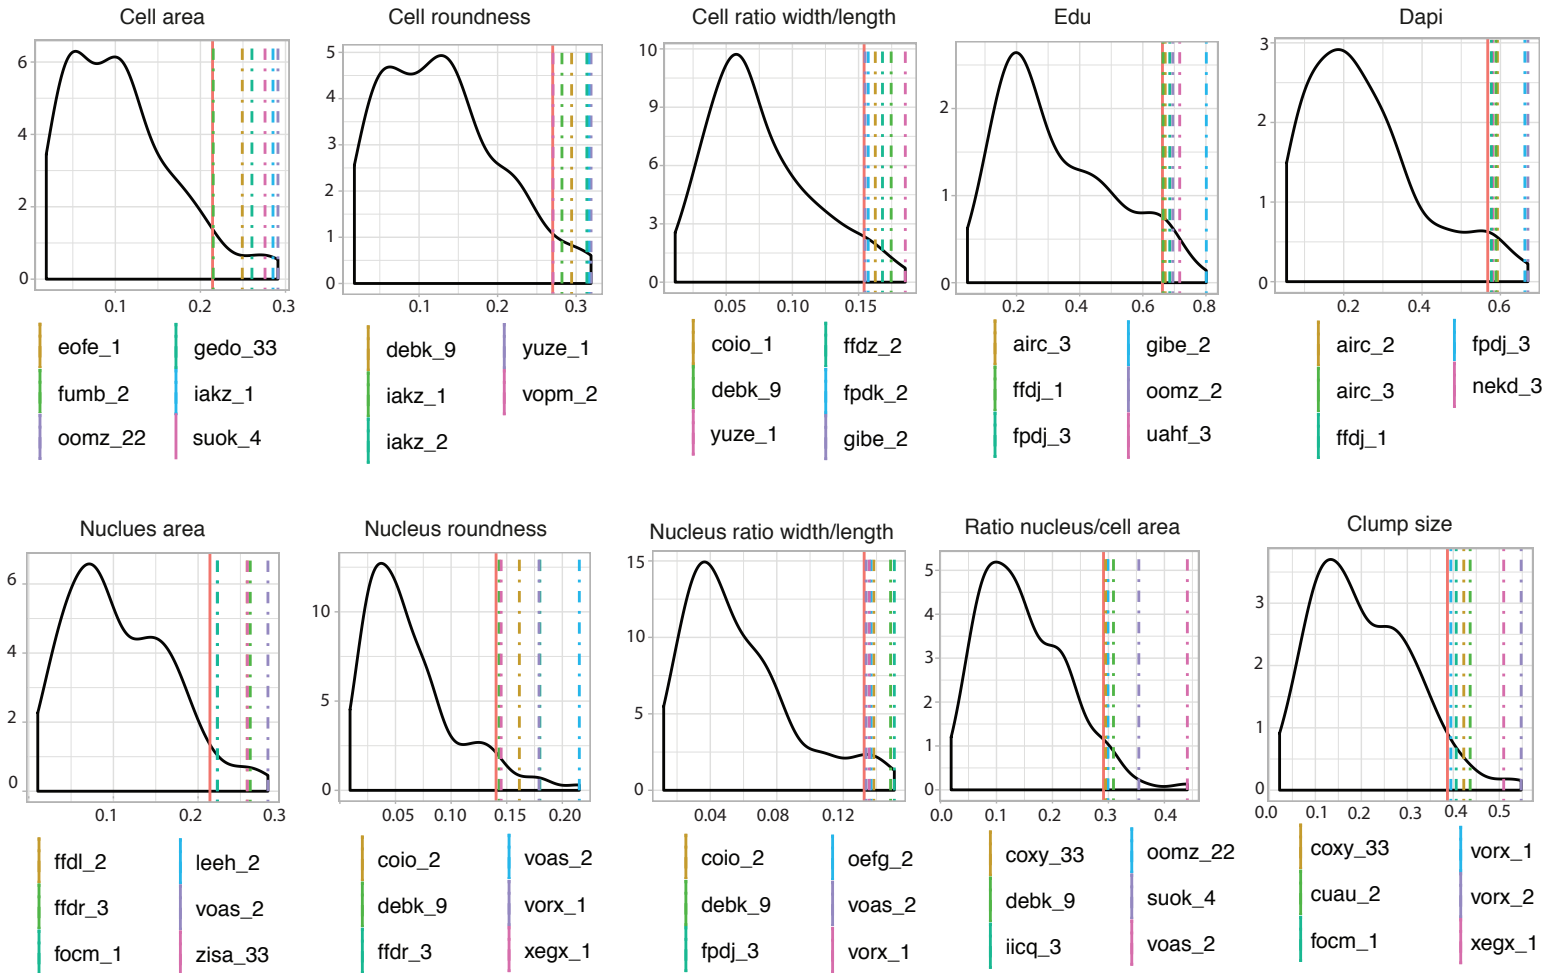 Cell area
Cell roundness
Cell ratio width/length
Edu
Dapi
6
4
2
0
0.1
0.2
0.3
5
4
3
2
1
0
0.1
0.2
0.3
10
9
6
3
0
0.05
0.10
0.15
2
1
0
0.2
0.4
0.6
0.8
3
2
1
0
0.2
0.4
0.6
eofe_1
gedo_33
fumb_2
iakz_1
oomz_22
suok_4
debk_9
yuze_1
iakz_1
vopm_2
iakz_2
coio_1
ffdz_2
debk_9
fpdk_2
yuze_1
gibe_2
airc_3
gibe_2
ffdj_1
oomz_2
fpdj_3
uahf_3
airc_2
fpdj_3
airc_3
nekd_3
ffdj_1
Nuclues area
Nucleus roundness
Nucleus ratio width/length
Ratio nucleus/cell area
Clump size
6
4
2
0
0.1
0.2
0.3
10
5
0
0.05
0.10
0.15
0.20
15
10
5
0
0.04
0.08
0.12
5
4
3
2
1
0
0.0
0.1
0.2
0.3
0.4
3
2
1
0
0.0
0.1
0.2
0.3
0.4
0.5
ffdl_2
leeh_2
ffdr_3
voas_2
focm_1
zisa_33
coio_2
voas_2
debk_9
vorx_1
ffdr_3
xegx_1
coio_2
oefg_2
debk_9
voas_2
fpdj_3
vorx_1
coxy_33
oomz_22
debk_9
suok_4
iicq_3
voas_2
coxy_33
vorx_1
cuau_2
vorx_2
focm_1
xegx_1